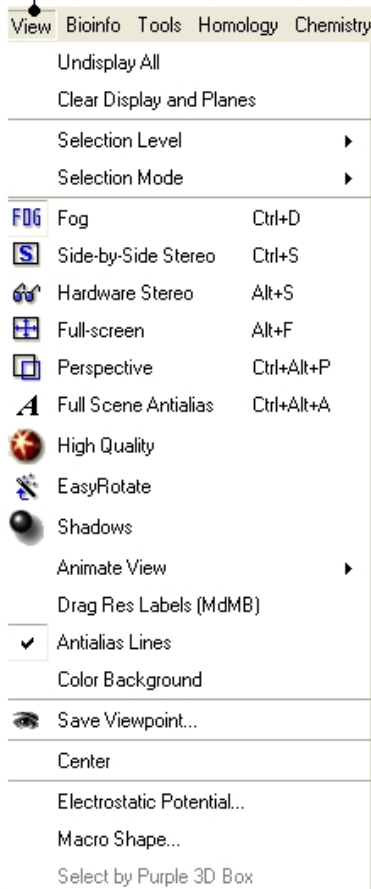 View Bioinfo Tools Homology Chemistry
Undisplay All
Clear Display and Planes
Selection Level
Selection Mode
FOG Fog Ctrl+D
S Side-by-Side Stereo Ctrl+S
Hardware Stereo Alt+S
Full-screen Alt+F
Perspective Ctrl+Alt+P
A Full Scene Antialias Ctrl+Alt+A
High Quality
EasyRotate
Shadows
Animate View
Drag Res Labels (MdMB)
Antialias Lines
Color Background
Save Viewpoint...
Center
Electrostatic Potential...
Macro Shape...
Select by Purple 3D Box